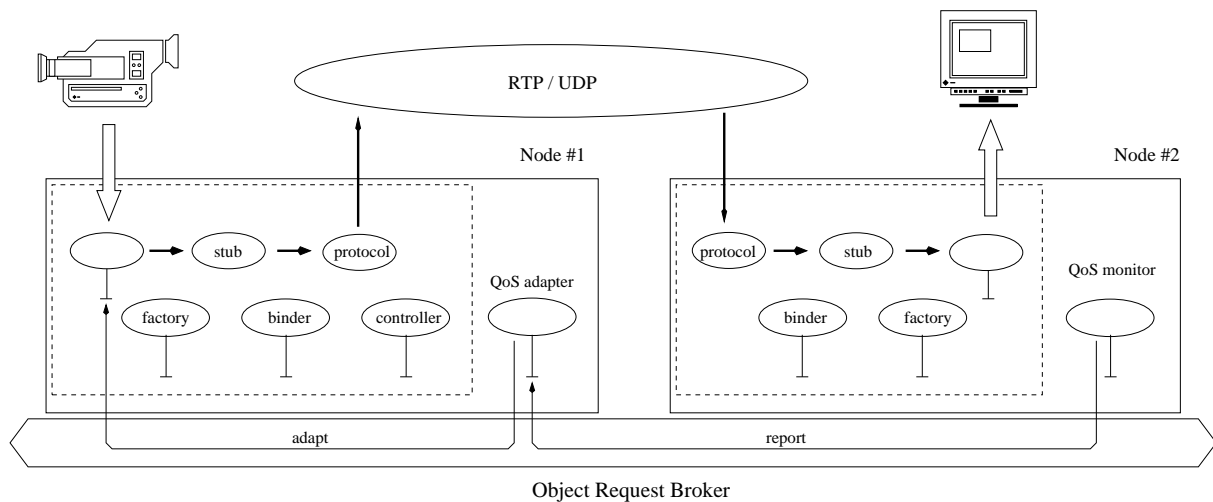 RTP / UDP
Node #1
Node #2
stub
protocol
protocol
stub
QoS adapter
QoS monitor
factory
binder
controller
binder
factory
adapt
report
Object Request Broker